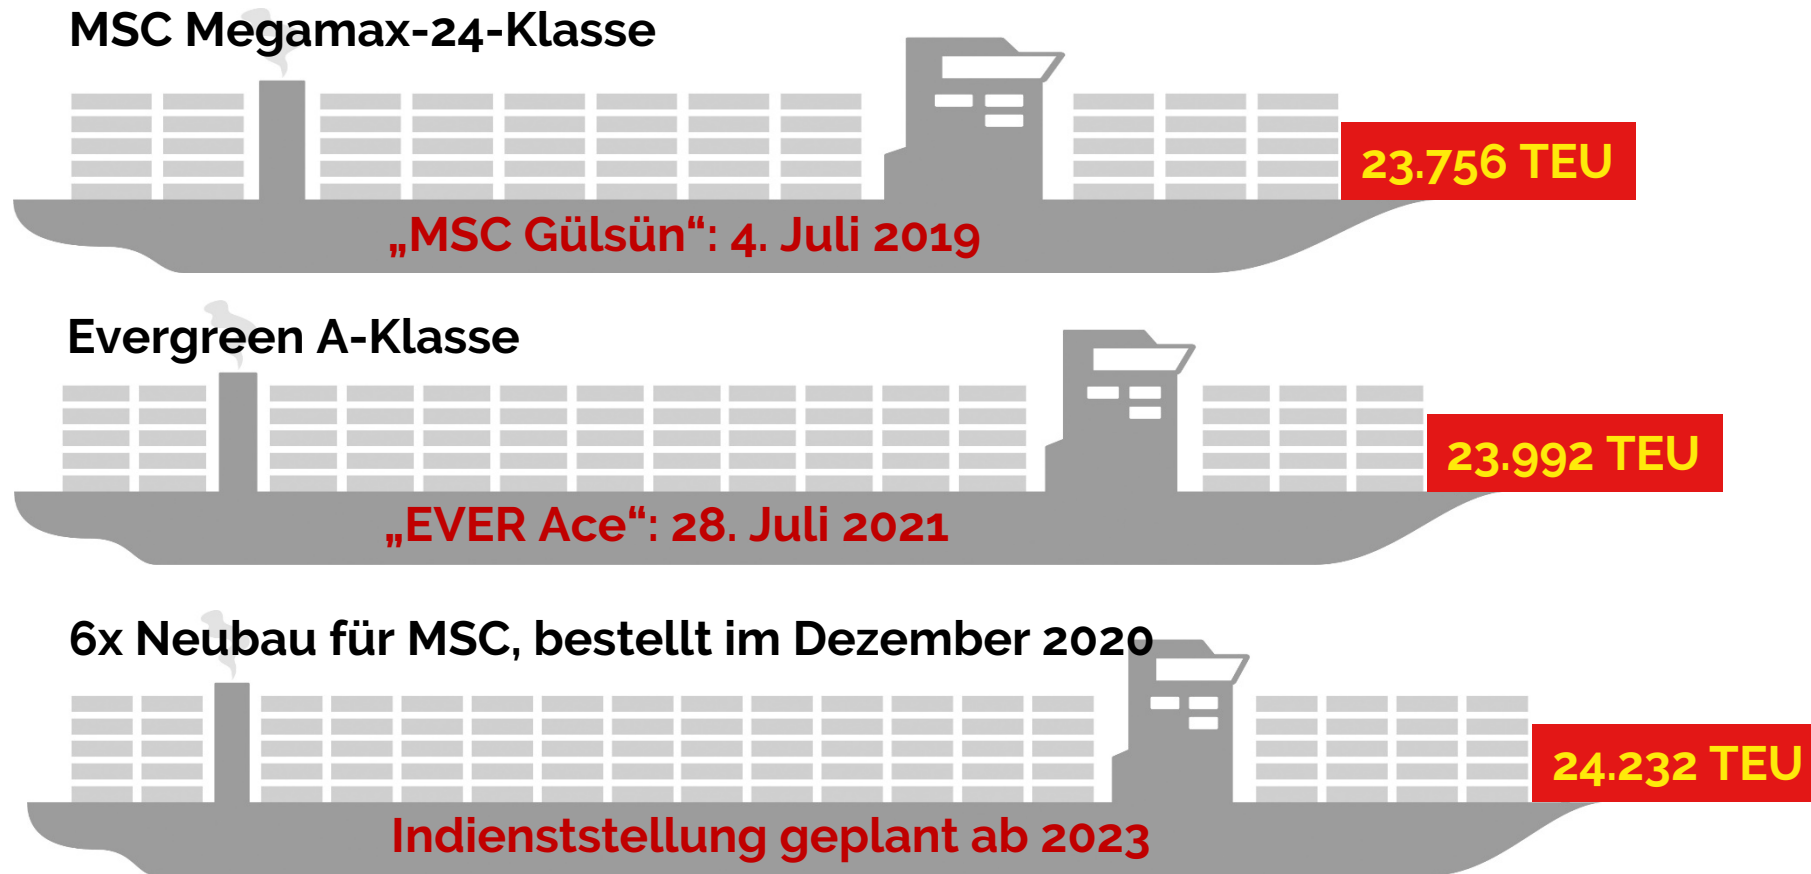 MSC Megamax-24-Klasse
23.756 TEU
„MSC Gülsün“: 4. Juli 2019
Evergreen A-Klasse
23.992 TEU
„EVER Ace“: 28. Juli 2021
6x Neubau für MSC, bestellt im Dezember 2020
24.232 TEU
Indienststellung geplant ab 2023